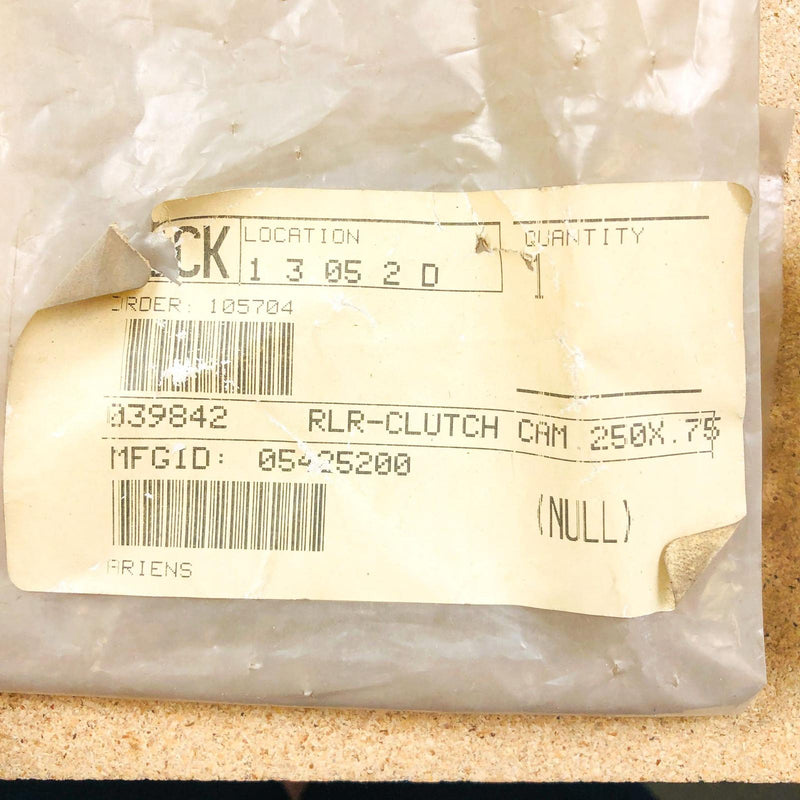 CK
LOCATION
1 3 05 2 D
QUANTITY
1
ORDER: 105704
039842 RLR-CLUTCH CAM .250X.75
MFGID: 05425200
(NULL)
ARIENS